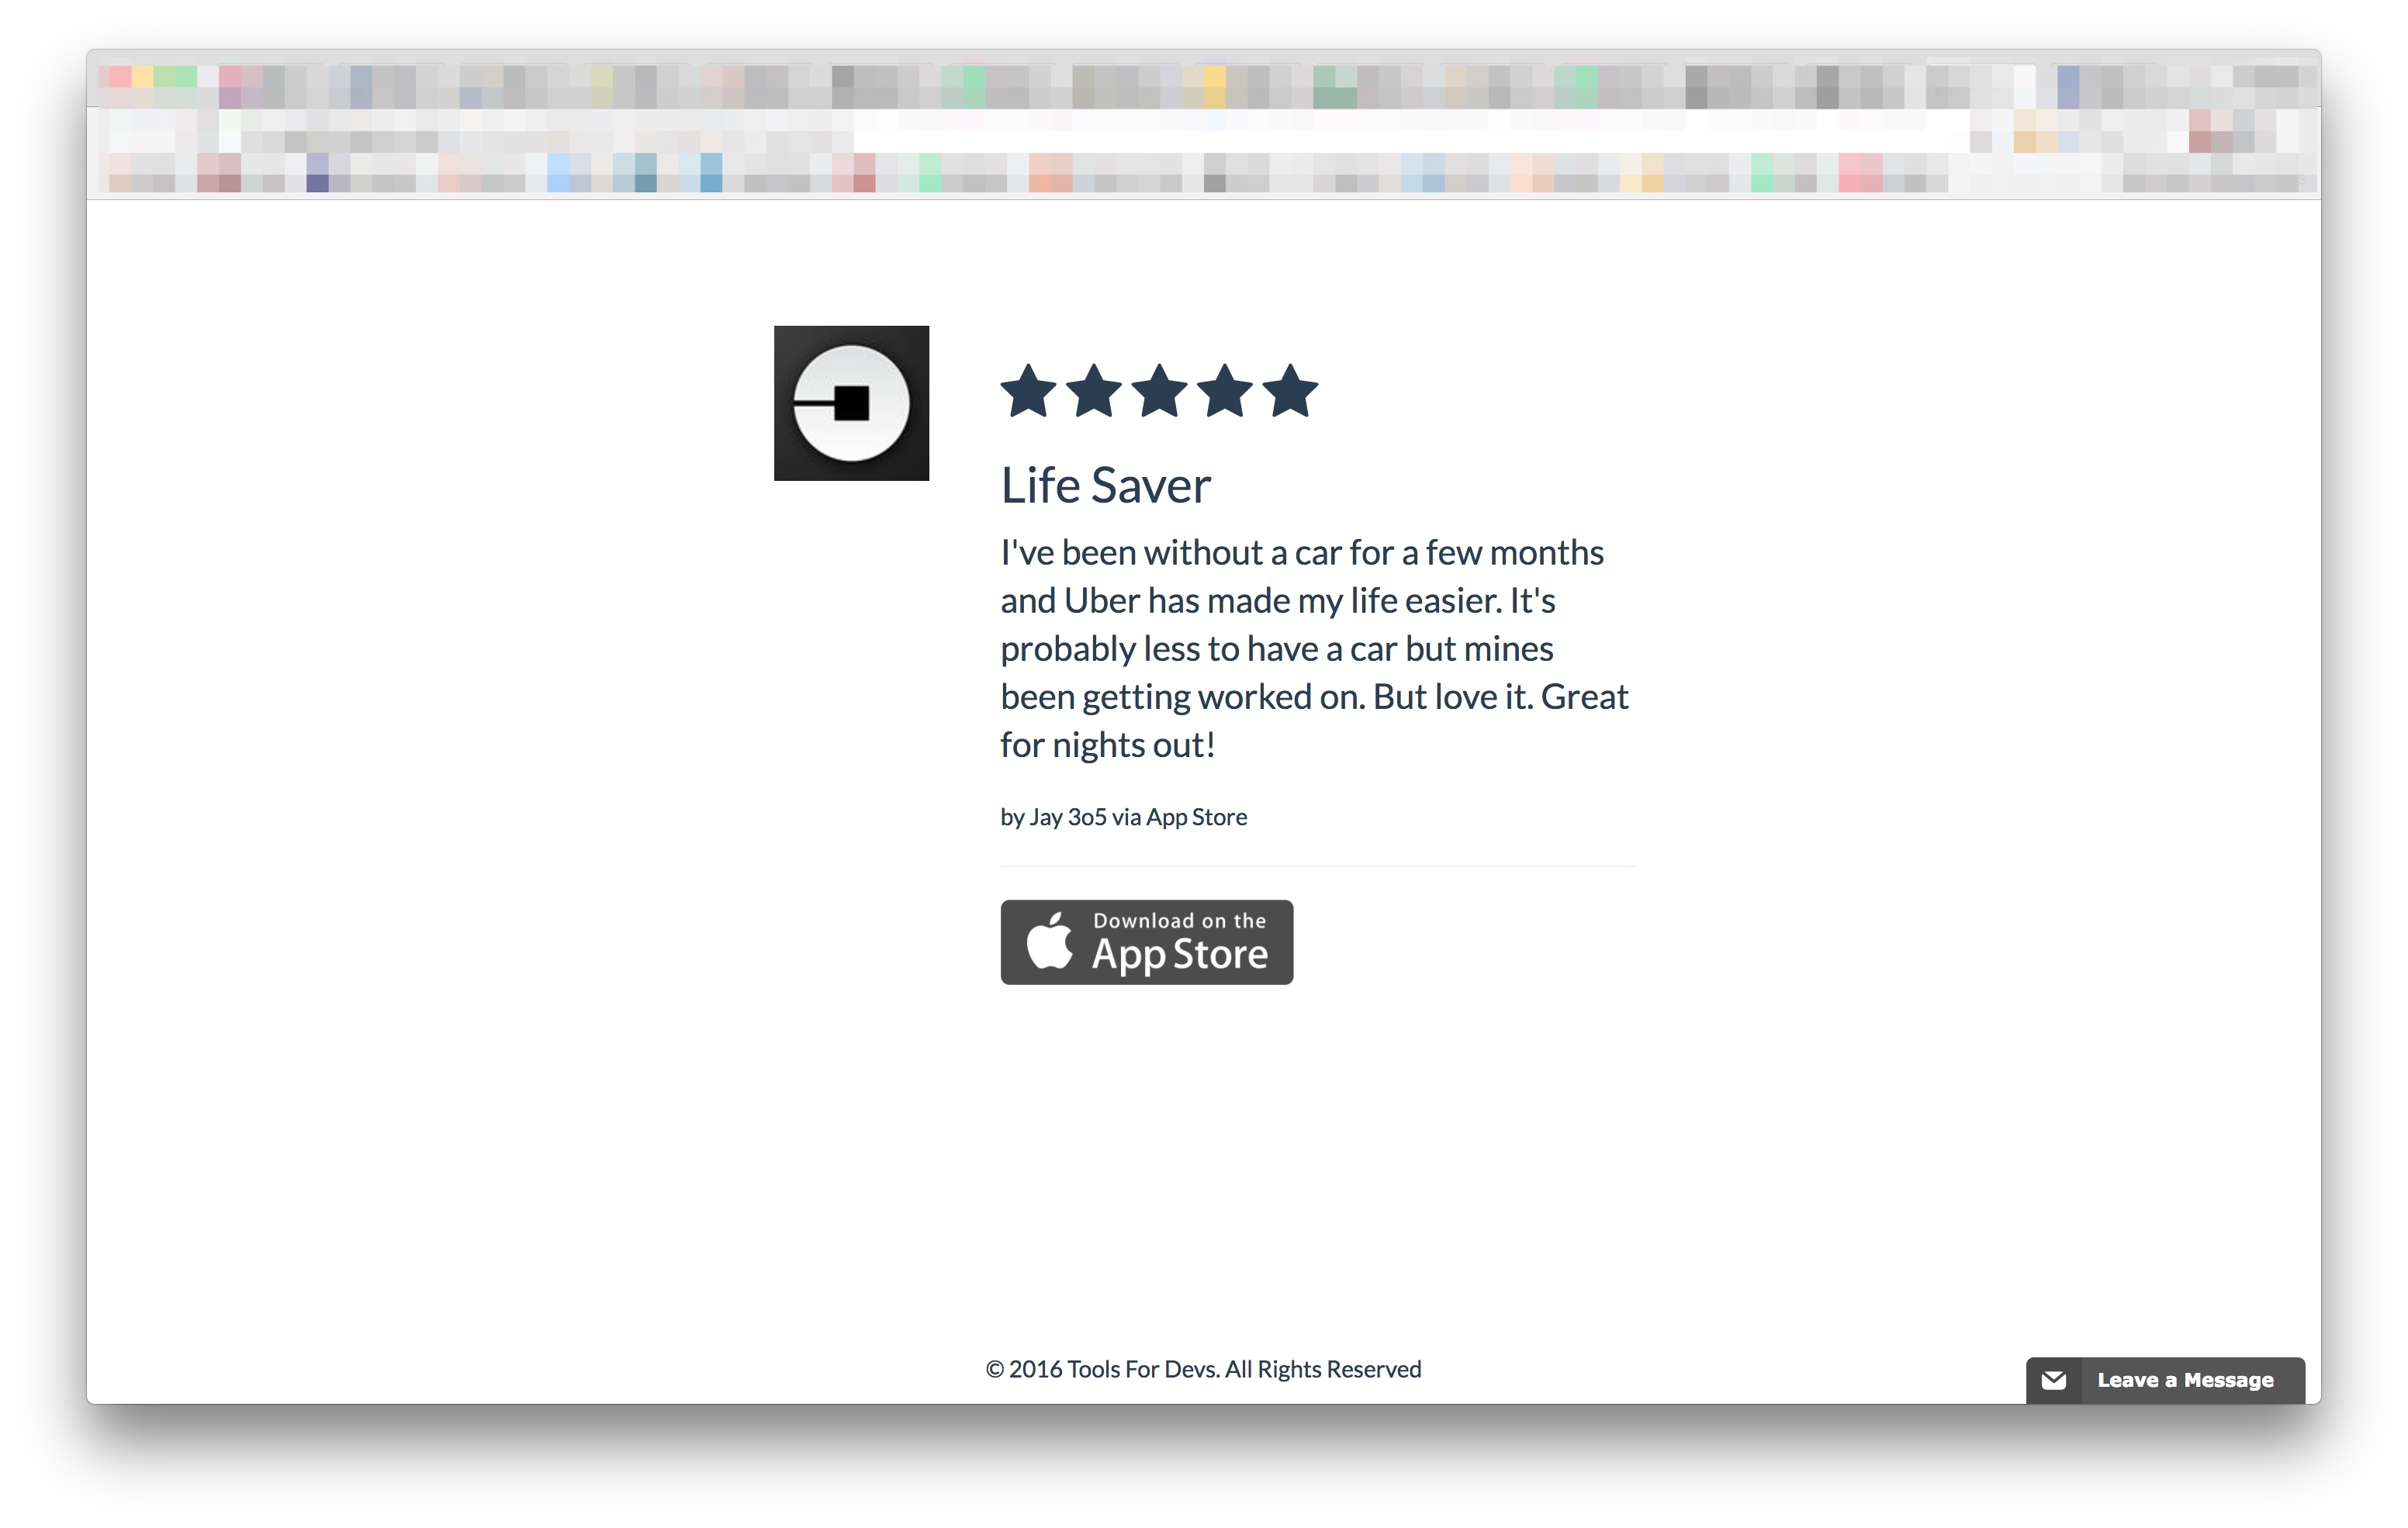 Life Saver
I've been without a car for a few months
and Uber has made my life easier. It's
probably less to have a car but mines
been getting worked on. But love it. Great
for nights out!
by Jay 3o5 via App Store
Download on the
App Store
© 2016 Tools For Devs. All Rights Reserved
Leave a Message